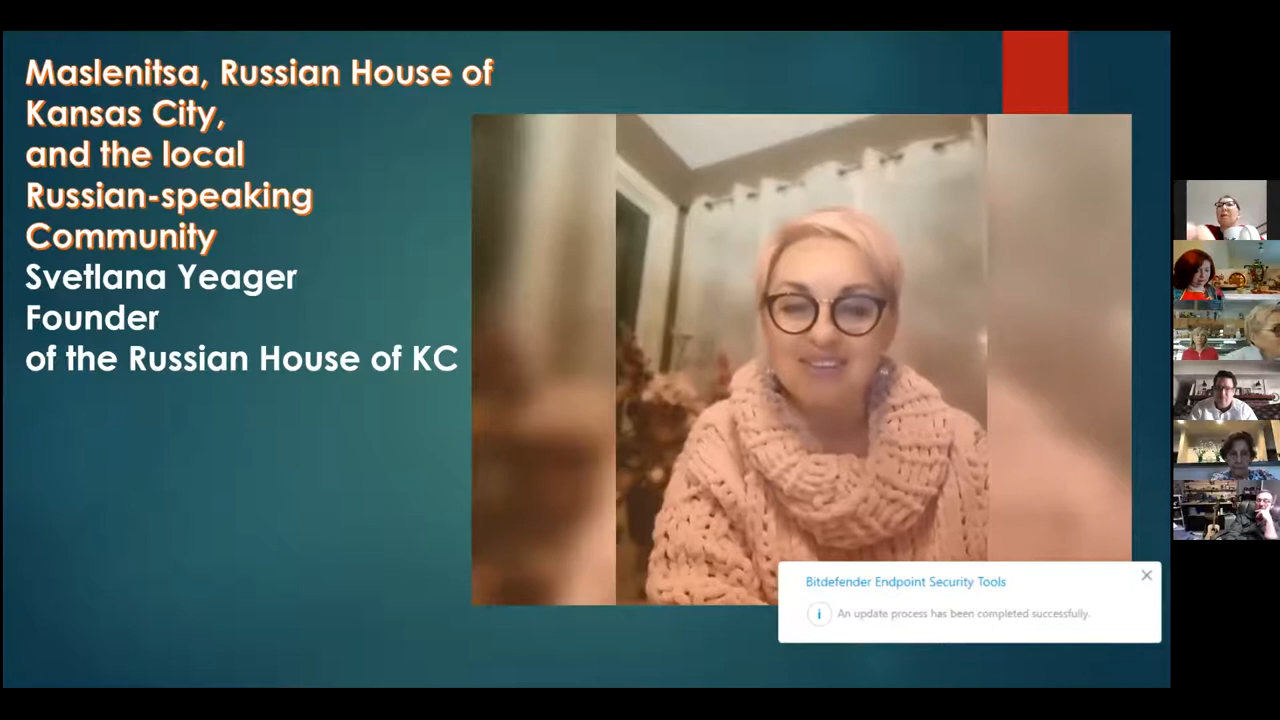 Maslenitsa, Russian House of
Kansas City,
and the local
Russian-speaking
Community
Svetlana Yeager
Founder
of the Russian House of KC
Bitdefender Endpoint Security Tools
An update process has been completed successfully.